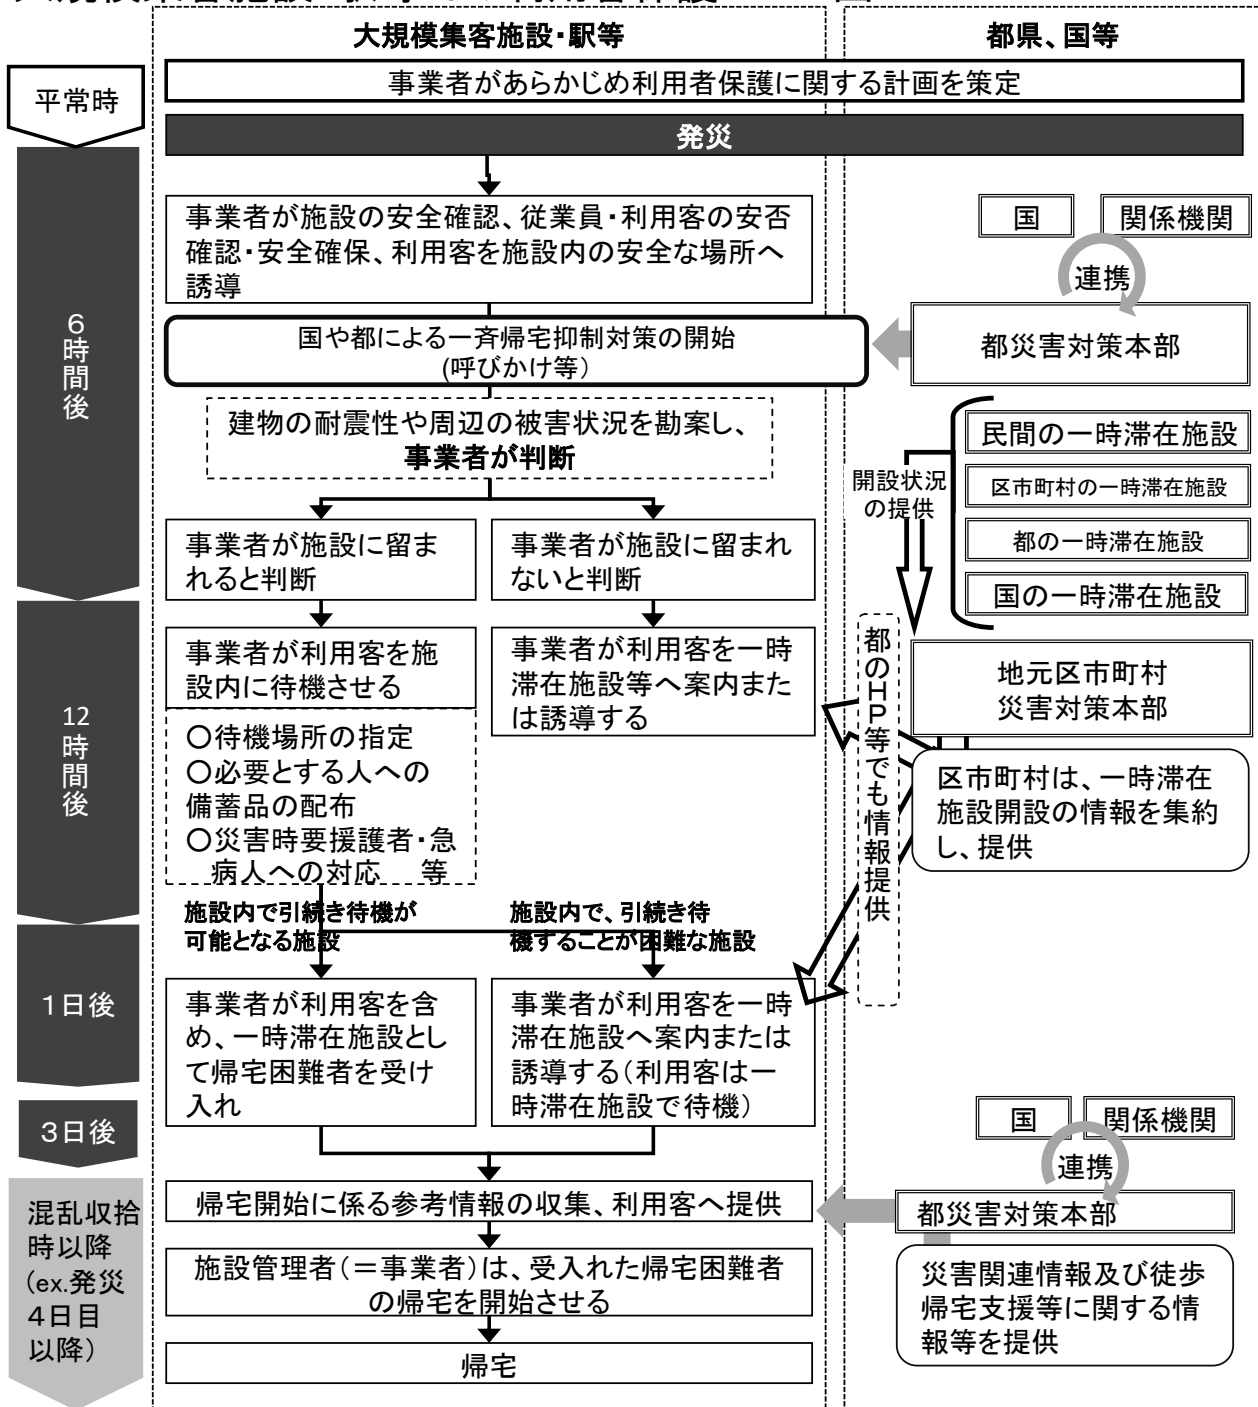 大規模集客施設・駅等
都県、国等
平常時
事業者があらかじめ利用者保護に関する計画を策定
発災
6時間後
事業者が施設の安全確認、従業員・利用客の安否
確認・安全確保、利用客を施設内の安全な場所へ
誘導
国
関係機関
連携
国や都による一斉帰宅抑制対策の開始
(呼びかけ等)
都災害対策本部
建物の耐震性や周辺の被害状況を勘案し、
事業者が判断
民間の一時滞在施設
区市町村の一時滞在施設
都の一時滞在施設
国の一時滞在施設
開設状況
の提供
事業者が施設に留ま
れると判断
事業者が施設に留まれ
ないと判断
12時間後
事業者が利用客を施
設内に待機させる
事業者が利用客を一時
滞在施設等へ案内また
は誘導する
地元区市町村
災害対策本部
○待機場所の指定
○必要とする人への
備蓄品の配布
○災害時要援護者・急
病人への対応 等
都のHP等でも情報提供
区市町村は、一時滞在
施設開設の情報を集約
し、提供
施設内で引続き待機が
可能となる施設
施設内で、引続き待
機することが困難な施設
1日後
事業者が利用客を含
め、一時滞在施設とし
て帰宅困難者を受け
入れ
事業者が利用客を一時
滞在施設へ案内または
誘導する(利用客は一
時滞在施設で待機)
3日後
国
関係機関
連携
混乱収拾
時以降
(ex.発災
4日目
以降)
帰宅開始に係る参考情報の収集、利用客へ提供
都災害対策本部
施設管理者(=事業者)は、受入れた帰宅困難者
の帰宅を開始させる
災害関連情報及び徒歩
帰宅支援等に関する情
報等を提供
帰宅